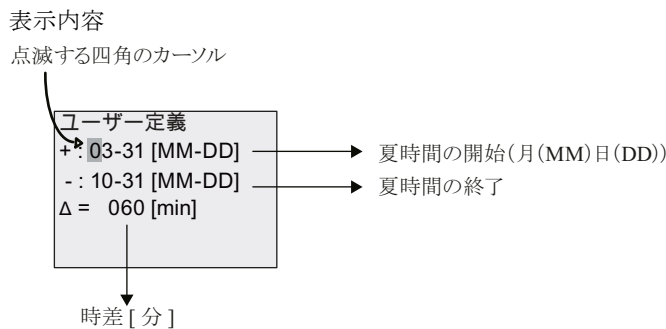 表示内容
点滅する四角のカーソル
ユーザー定義
+ : 03-31 [MM-DD]
夏時間の開始(月(MM)日(DD))
- : 10-31 [MM-DD]
夏時間の終了
Δ = 060 [min]
時差 [ 分 ]